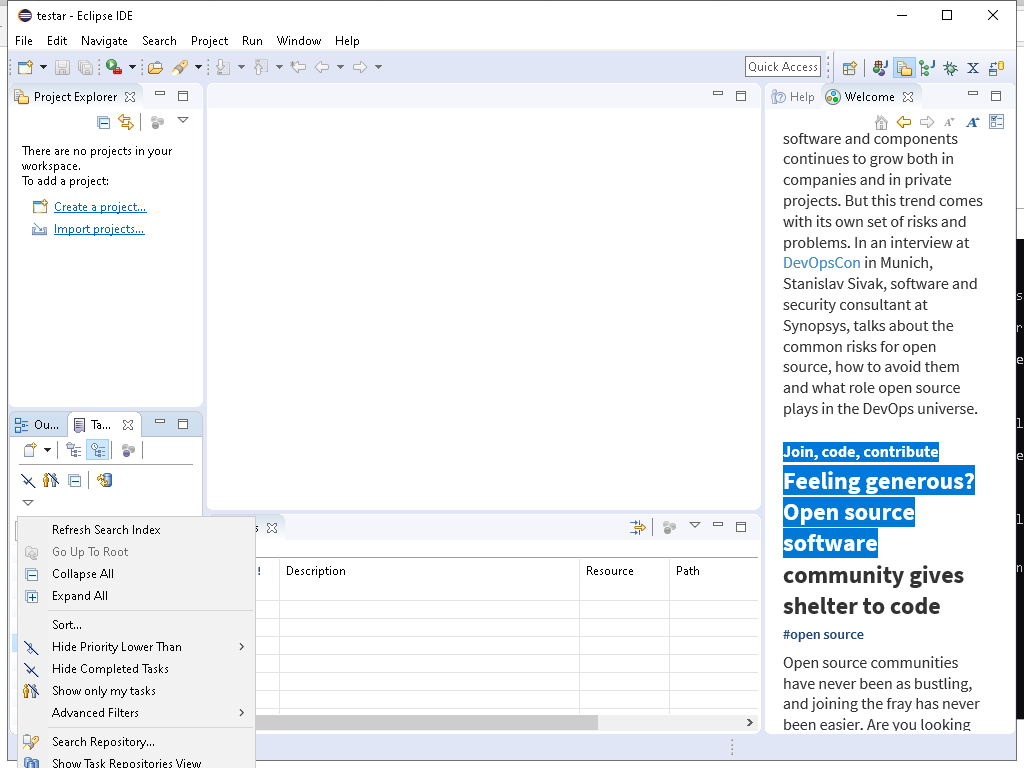 testar - Eclipse IDE
File Edit Navigate Search Project Run Window Help
Quick Access
Project Explorer
There are no projects in your
workspace.
To add a project:
Create a project...
Import projects...
Help Welcome
software and components
continues to grow both in
companies and in private
projects. But this trend comes
with its own set of risks and
problems. In an interview at
DevOpsCon in Munich,
Stanislav Sivak, software and
security consultant at
Synopsys, talks about the
common risks for open
source, how to avoid them
and what role open source
plays in the DevOps universe.
Join, code, contribute
Feeling generous?
Open source
software
community gives
shelter to code
#open source
Open source communities
have never been as bustling,
and joining the fray has never
been easier. Are you looking
Ou... Ta...
Refresh Search Index
Go Up To Root
Collapse All
Expand All
Sort...
Hide Priority Lower Than
Hide Completed Tasks
Show only my tasks
Advanced Filters
Search Repository...
Show Task Repositories View
! Description Resource Path